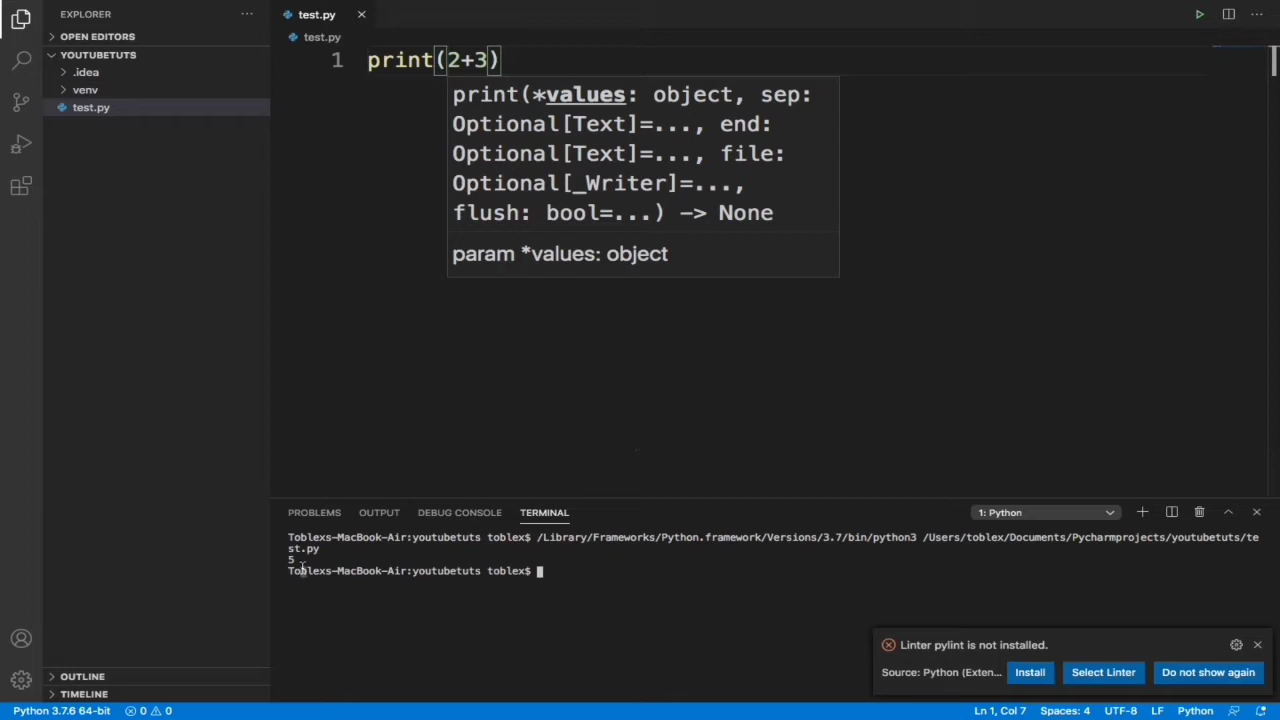 EXPLORER
···
test.py
OPEN EDITORS
YOUTUBETUTS
.idea
venv
test.py
test.py
1 print(2+3)
print(*values: object, sep:
Optional[Text]=..., end:
Optional[Text]=..., file:
Optional[_Writer]=...,
flush: bool=...) -> None
param *values: object
PROBLEMS OUTPUT DEBUG CONSOLE TERMINAL
1: Python
Toblexs-MacBook-Air:youtubetuts toblex$ /Library/Frameworks/Python.framework/Versions/3.7/bin/python3 /Users/toblex/Documents/Pycharmprojects/youtubetuts/te
st.py
5
Toblexs-MacBook-Air:youtubetuts toblex$
Linter pylint is not installed.
Source: Python (Exten...
Install
Select Linter
Do not show again
OUTLINE
TIMELINE
Python 3.7.6 64-bit 0 0
Ln 1, Col 7 Spaces: 4 UTF-8 LF Python